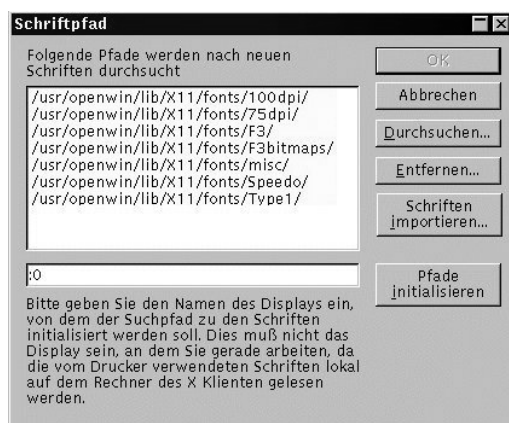 Schriftpfad
Folgende Pfade werden nach neuen
Schriften durchsucht
/usr/openwin/lib/X11/fonts/100dpi/
/usr/openwin/lib/X11/fonts/75dpi/
/usr/openwin/lib/X11/fonts/F3/
/usr/openwin/lib/X11/fonts/F3bitmaps/
/usr/openwin/lib/X11/fonts/misc/
/usr/openwin/lib/X11/fonts/Speedo/
/usr/openwin/lib/X11/fonts/Type1/
:0
Bitte geben Sie den Namen des Displays ein,
von dem der Suchpfad zu den Schriften
initialisiert werden soll. Dies muß nicht das
Display sein, an dem Sie gerade arbeiten, da
die vom Drucker verwendeten Schriften lokal
auf dem Rechner des X Klienten gelesen
werden.
OK
Abbrechen
Durchsuchen...
Entfernen...
Schriften
importieren...
Pfade
initialisieren